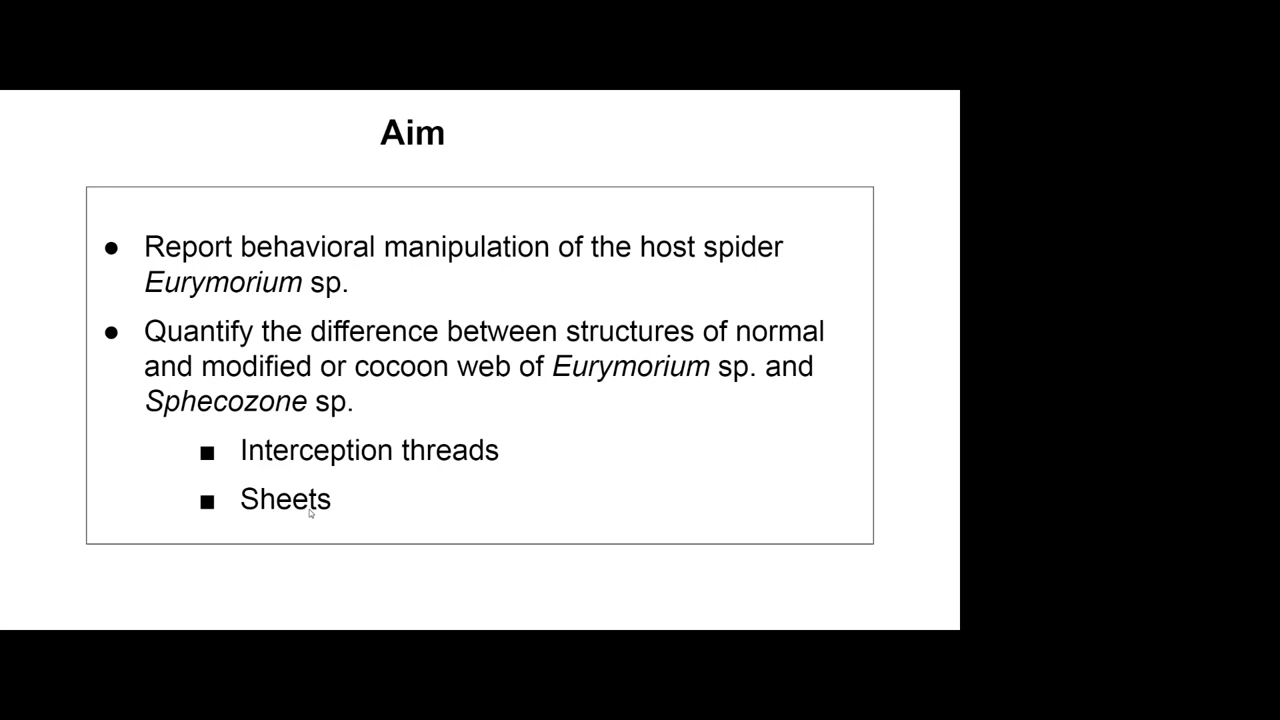 Aim
● Report behavioral manipulation of the host spider
Eurymorium sp.
● Quantify the difference between structures of normal
and modified or cocoon web of Eurymorium sp. and
Sphecozone sp.
■ Interception threads
■ Sheets